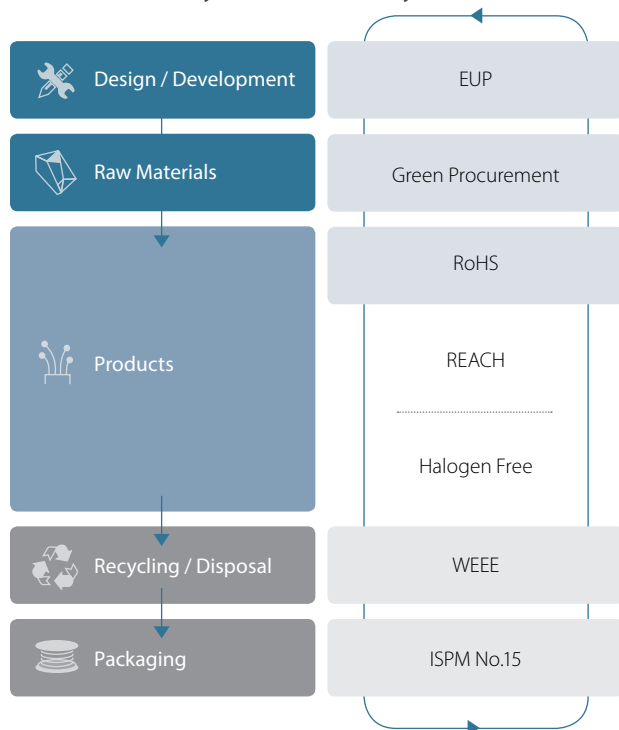 Design / Development
EUP
Raw Materials
Green Procurement
RoHS
Products
REACH
Halogen Free
Recycling / Disposal
WEEE
Packaging
ISPM No.15